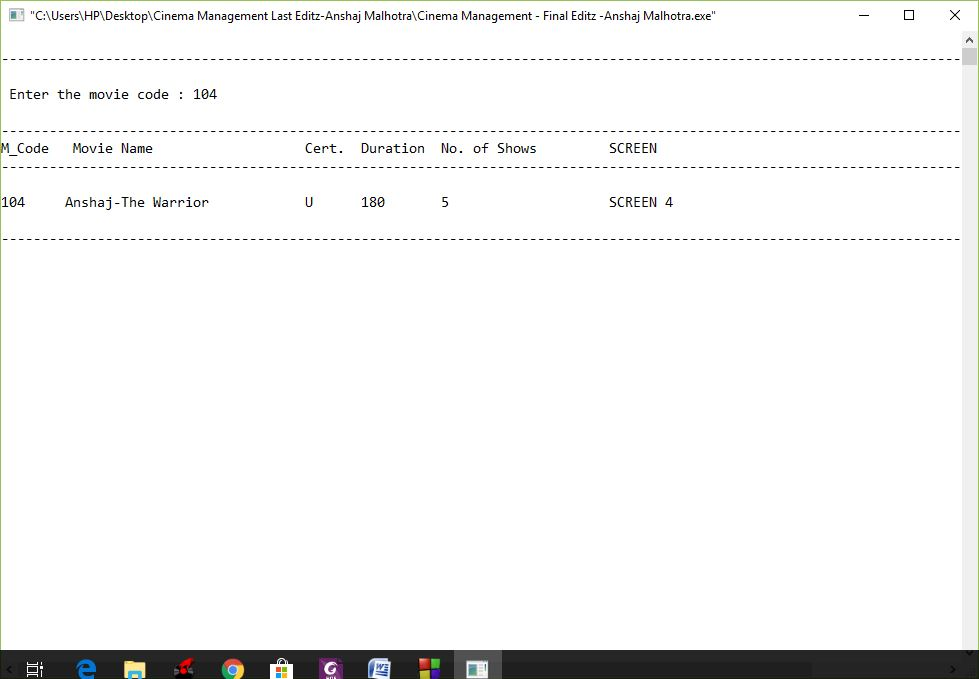 "C:\Users\HP\Desktop\Cinema Management Last Editz-Anshaj Malhotra\Cinema Management - Final Editz -Anshaj Malhotra.exe"
------------------------------------------------------------------------------------------------------------------------
Enter the movie code : 104
------------------------------------------------------------------------------------------------------------------------
M_Code   Movie Name                   Cert.  Duration  No. of Shows         SCREEN
------------------------------------------------------------------------------------------------------------------------
104     Anshaj-The Warrior            U      180       5                    SCREEN 4
------------------------------------------------------------------------------------------------------------------------